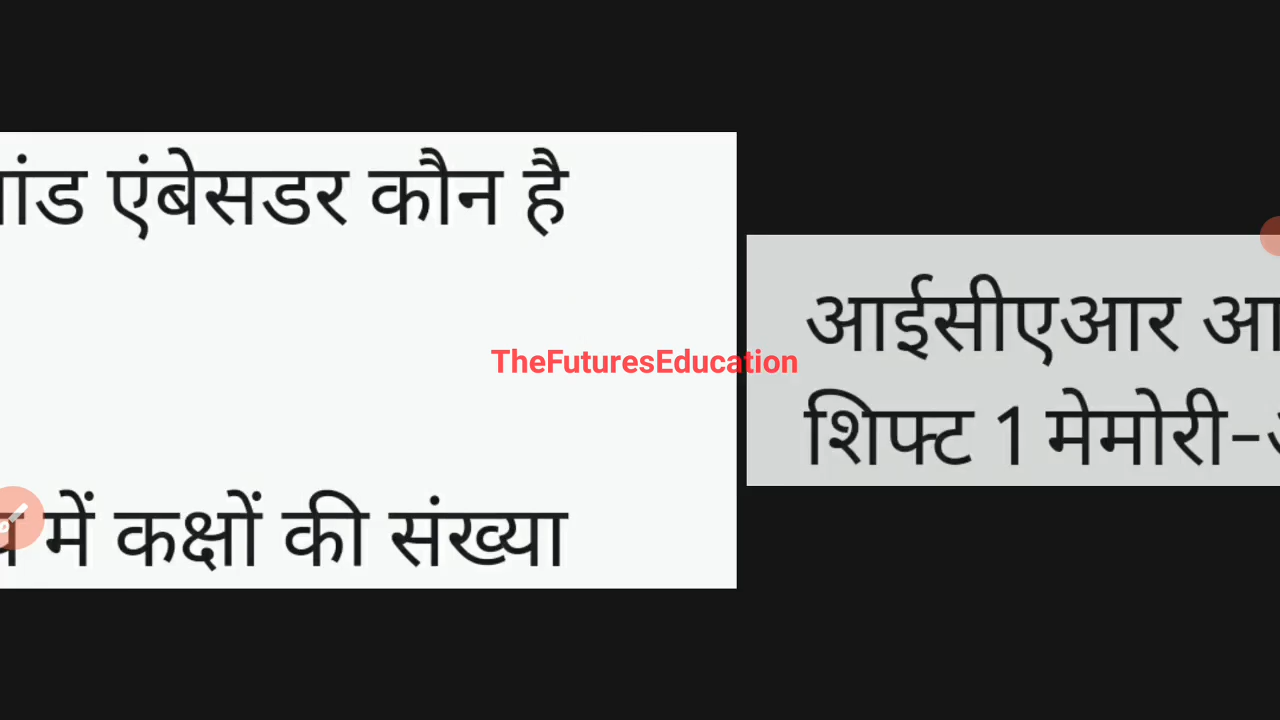 एंबेसडर कौन है
में कक्षों की संख्या
TheFuturesEducation
आईसीएआर
शिफ्ट 1 मेमोरी-